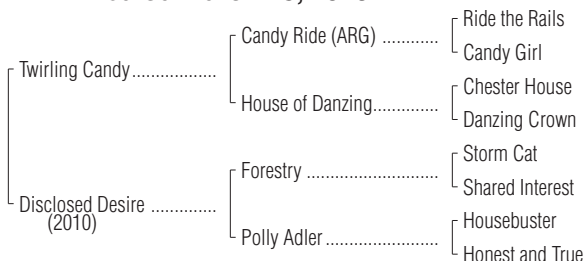 Ride the Rails
Candy Ride (ARG) ............
Candy Girl
Twirling Candy..................
Chester House
House of Danzing..............
Danzing Crown
Storm Cat
Forestry ............................
Shared Interest
Disclosed Desire ..............
(2010)
Housebuster
Polly Adler........................
Honest and True